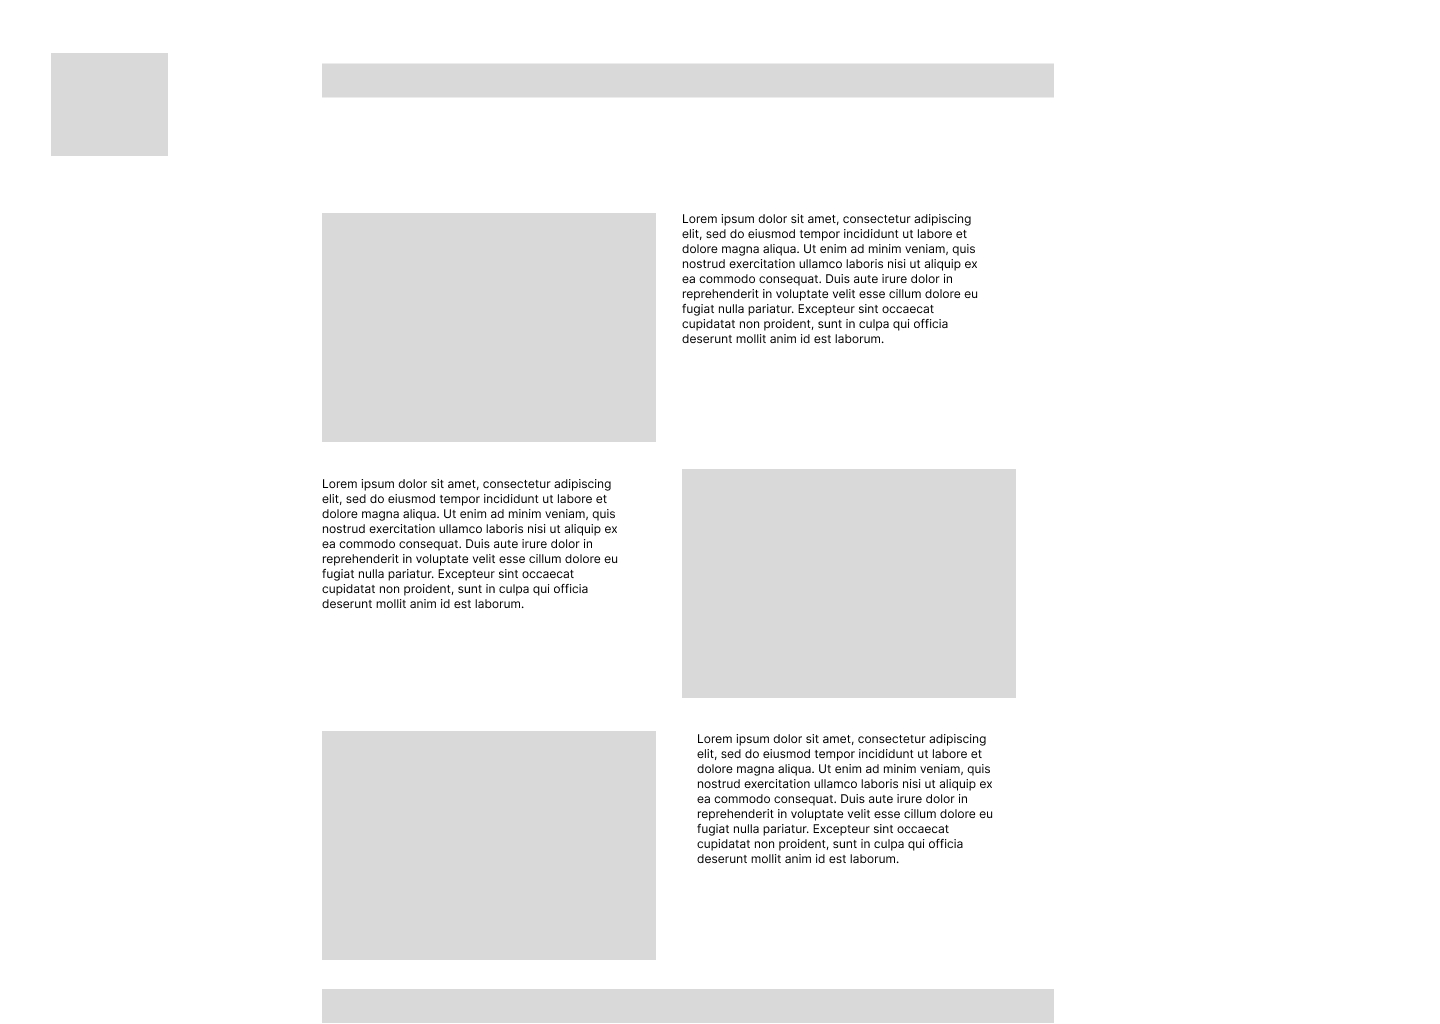 Lorem ipsum dolor sit amet, consectetur adipiscing
elit, sed do eiusmod tempor incididunt ut labore et
dolore magna aliqua. Ut enim ad minim veniam, quis
nostrud exercitation ullamco laboris nisi ut aliquip ex
ea commodo consequat. Duis aute irure dolor in
reprehenderit in voluptate velit esse cillum dolore eu
fugiat nulla pariatur. Excepteur sint occaecat
cupidatat non proident, sunt in culpa qui officia
deserunt mollit anim id est laborum.
Lorem ipsum dolor sit amet, consectetur adipiscing
elit, sed do eiusmod tempor incididunt ut labore et
dolore magna aliqua. Ut enim ad minim veniam, quis
nostrud exercitation ullamco laboris nisi ut aliquip ex
ea commodo consequat. Duis aute irure dolor in
reprehenderit in voluptate velit esse cillum dolore eu
fugiat nulla pariatur. Excepteur sint occaecat
cupidatat non proident, sunt in culpa qui officia
deserunt mollit anim id est laborum.
Lorem ipsum dolor sit amet, consectetur adipiscing
elit, sed do eiusmod tempor incididunt ut labore et
dolore magna aliqua. Ut enim ad minim veniam, quis
nostrud exercitation ullamco laboris nisi ut aliquip ex
ea commodo consequat. Duis aute irure dolor in
reprehenderit in voluptate velit esse cillum dolore eu
fugiat nulla pariatur. Excepteur sint occaecat
cupidatat non proident, sunt in culpa qui officia
deserunt mollit anim id est laborum.